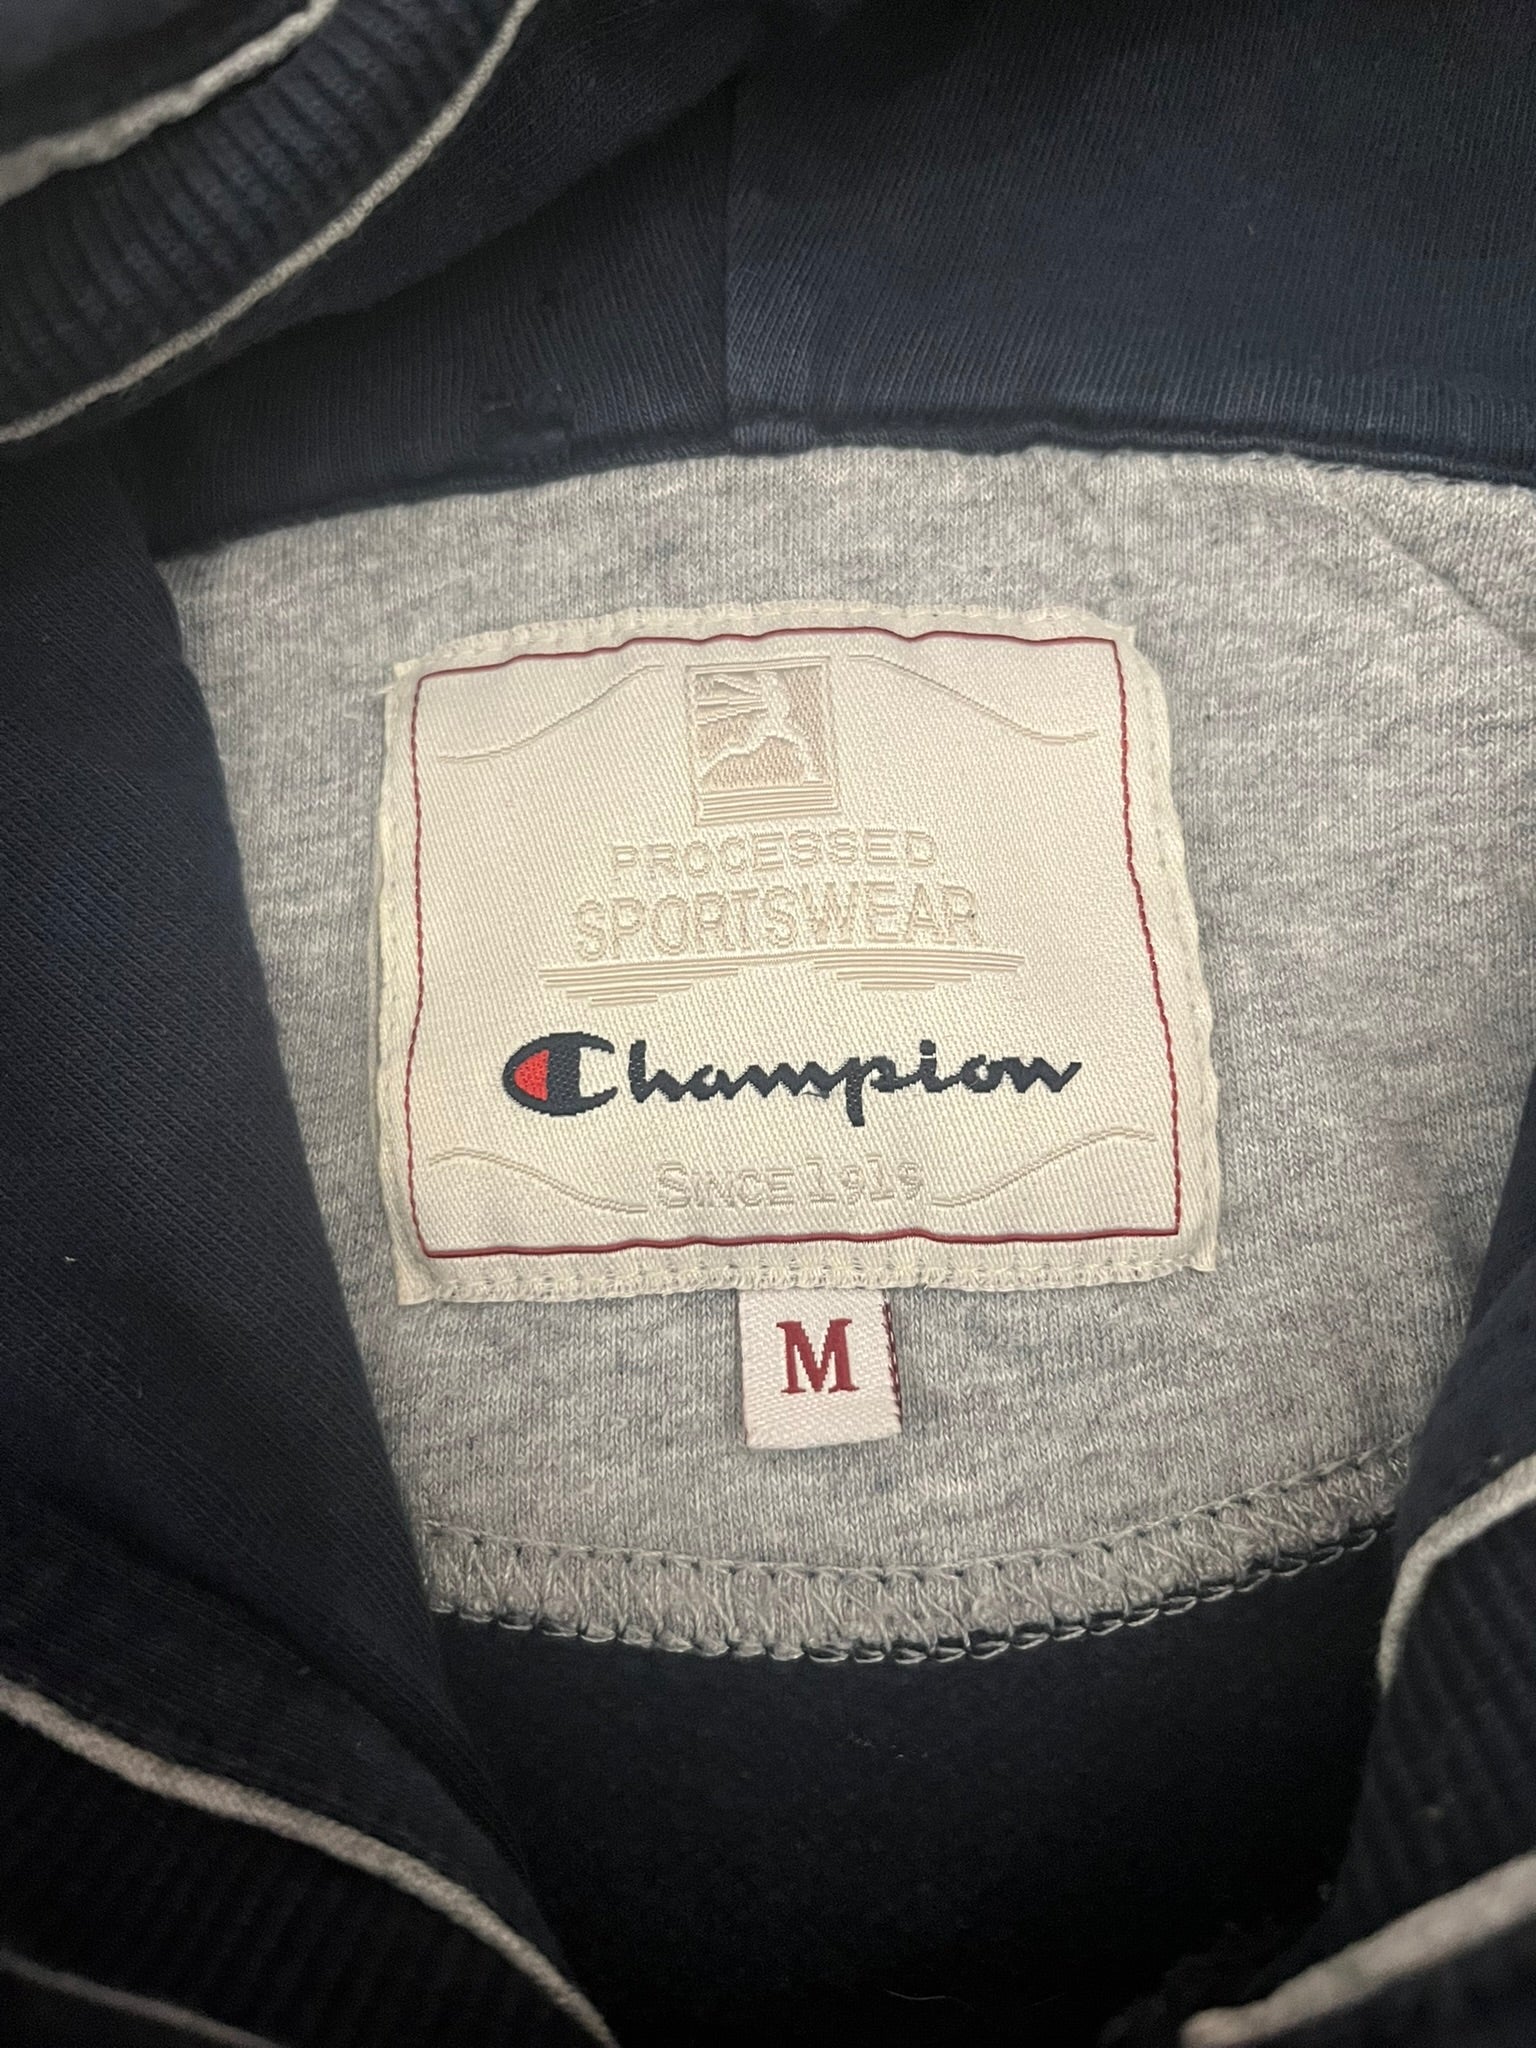 PROCESSED
SPORTSWEAR
Champion
SINCE 1919
M